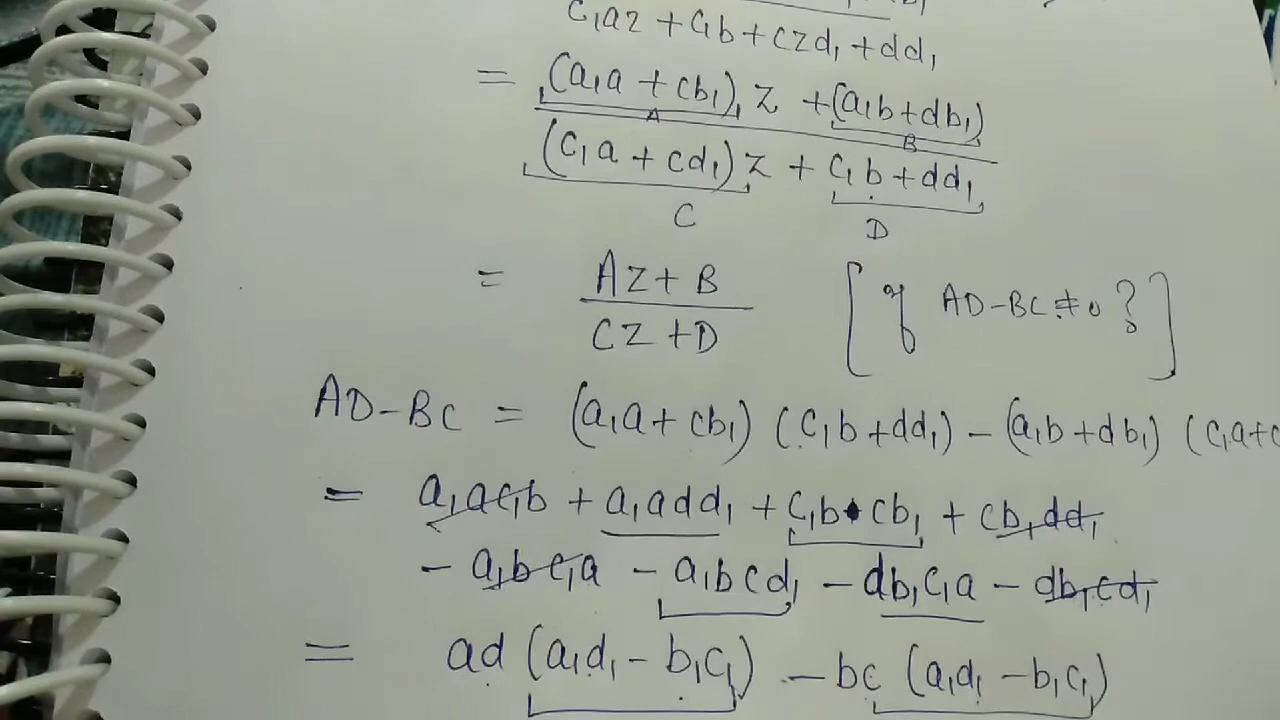 c₁az + c₁b + czd₁ + dd₁
= (a₁a + cb₁) z + (a₁b + db₁)
A B
(c₁a + cd₁) z + c₁b + dd₁
C D
= Az + B [ If AD-BC ≠ 0 ? ]
Cz + D
AD-BC = (a₁a + cb₁) (c₁b + dd₁) - (a₁b + db₁) (c₁a + c
= a₁ac₁b + a₁add₁ + c₁b·cb₁ + cb₁dd₁
- a₁bc₁a - a₁bcd₁ - db₁c₁a - db₁cd₁
= ad (a₁d₁ - b₁c₁) - bc (a₁d₁ - b₁c₁)